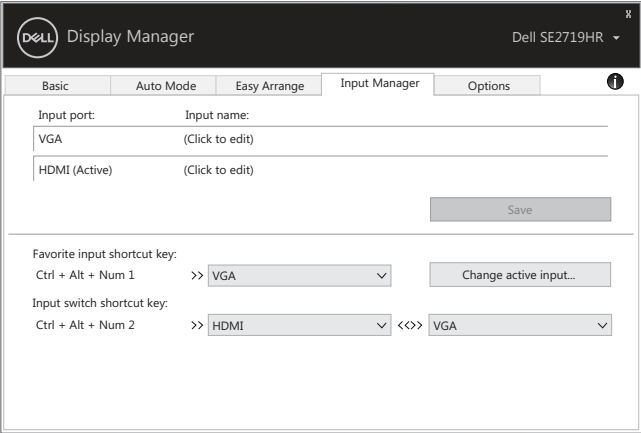 x
DELL Display Manager Dell SE2719HR
Basic Auto Mode Easy Arrange Input Manager Options i
Input port: Input name:
VGA (Click to edit)
HDMI (Active) (Click to edit)
Save
Favorite input shortcut key:
Ctrl + Alt + Num 1 >> VGA Change active input...
Input switch shortcut key:
Ctrl + Alt + Num 2 >> HDMI <<>> VGA